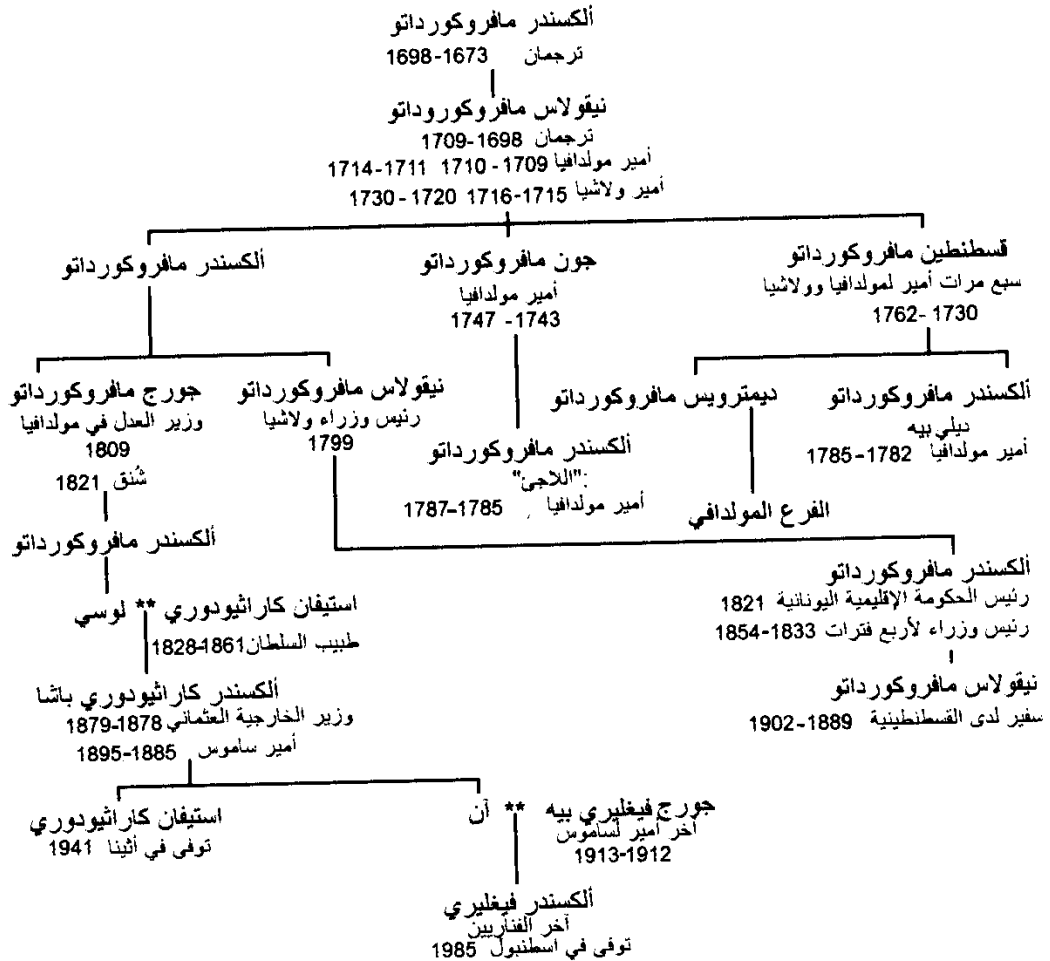 ألكسندر مافروكورداتو
ترجمان 1698-1673
نيقولاس مافروكوروداتو
ترجمان 1709-1698
أمير مولدافيا 1710-1709 1714-1711
أمير ولاشيا 1716-1715 1730-1720
قسطنطين مافروكورداتو
سبع مرات أمير لمولدافيا وولاشيا
1762-1730
جون مافروكورداتو
أمير مولدافيا
1747-1743
ألكسندر مافروكورداتو
ألكسندر مافروكورداتو
ديلي بيه
أمير مولدافيا 1785-1782
ديمترويس مافروكورداتو
الفرع المولدافي
ألكسندر مافروكورداتو
"اللاجئ":
أمير مولدافيا 1787-1785
نيقولاس مافروكورداتو
رئيس وزراء ولاشيا
1799
جورج مافروكورداتو
وزير العدل في مولدافيا
1809
شُنق 1821
ألكسندر مافروكورداتو
ألكسندر مافروكورداتو
رئيس الحكومة الإقليمية اليونانية 1821
رئيس وزراء لأربع فترات 1854-1833
نيقولاس مافروكورداتو
سفير لدى القسطنطينية 1902-1889
استيفان كاراثيودوري ** لوسي
طبيب السلطان 1828-1861
ألكسندر كاراثيودوري باشا
وزير الخارجية العثماني 1879-1878
أمير ساموس 1895-1885
جورج فيغليري بيه ** آن
آخر أمير لساموس
1913-1912
استيفان كاراثيودوري
توفى في أثينا 1941
ألكسندر فيغليري
آخر الفناريين
توفى في اسطنبول 1985